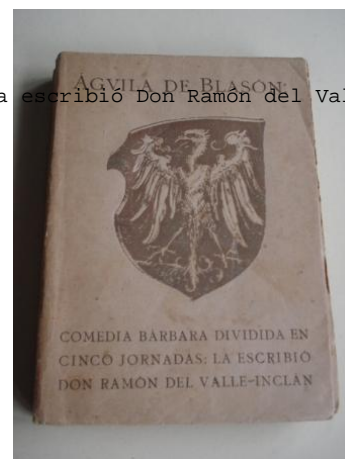 AGVILA DE BLASÓN:
a escribió Don Ramón del Val
COMEDIA BÁRBARA DIVIDIDA EN
CINCO JORNADAS: LA ESCRIBIÓ
DON RAMÓN DEL VALLE-INCLÁN